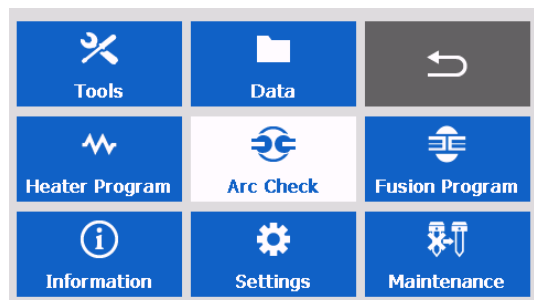 Tools
Data
Heater Program
Arc Check
Fusion Program
Information
Settings
Maintenance